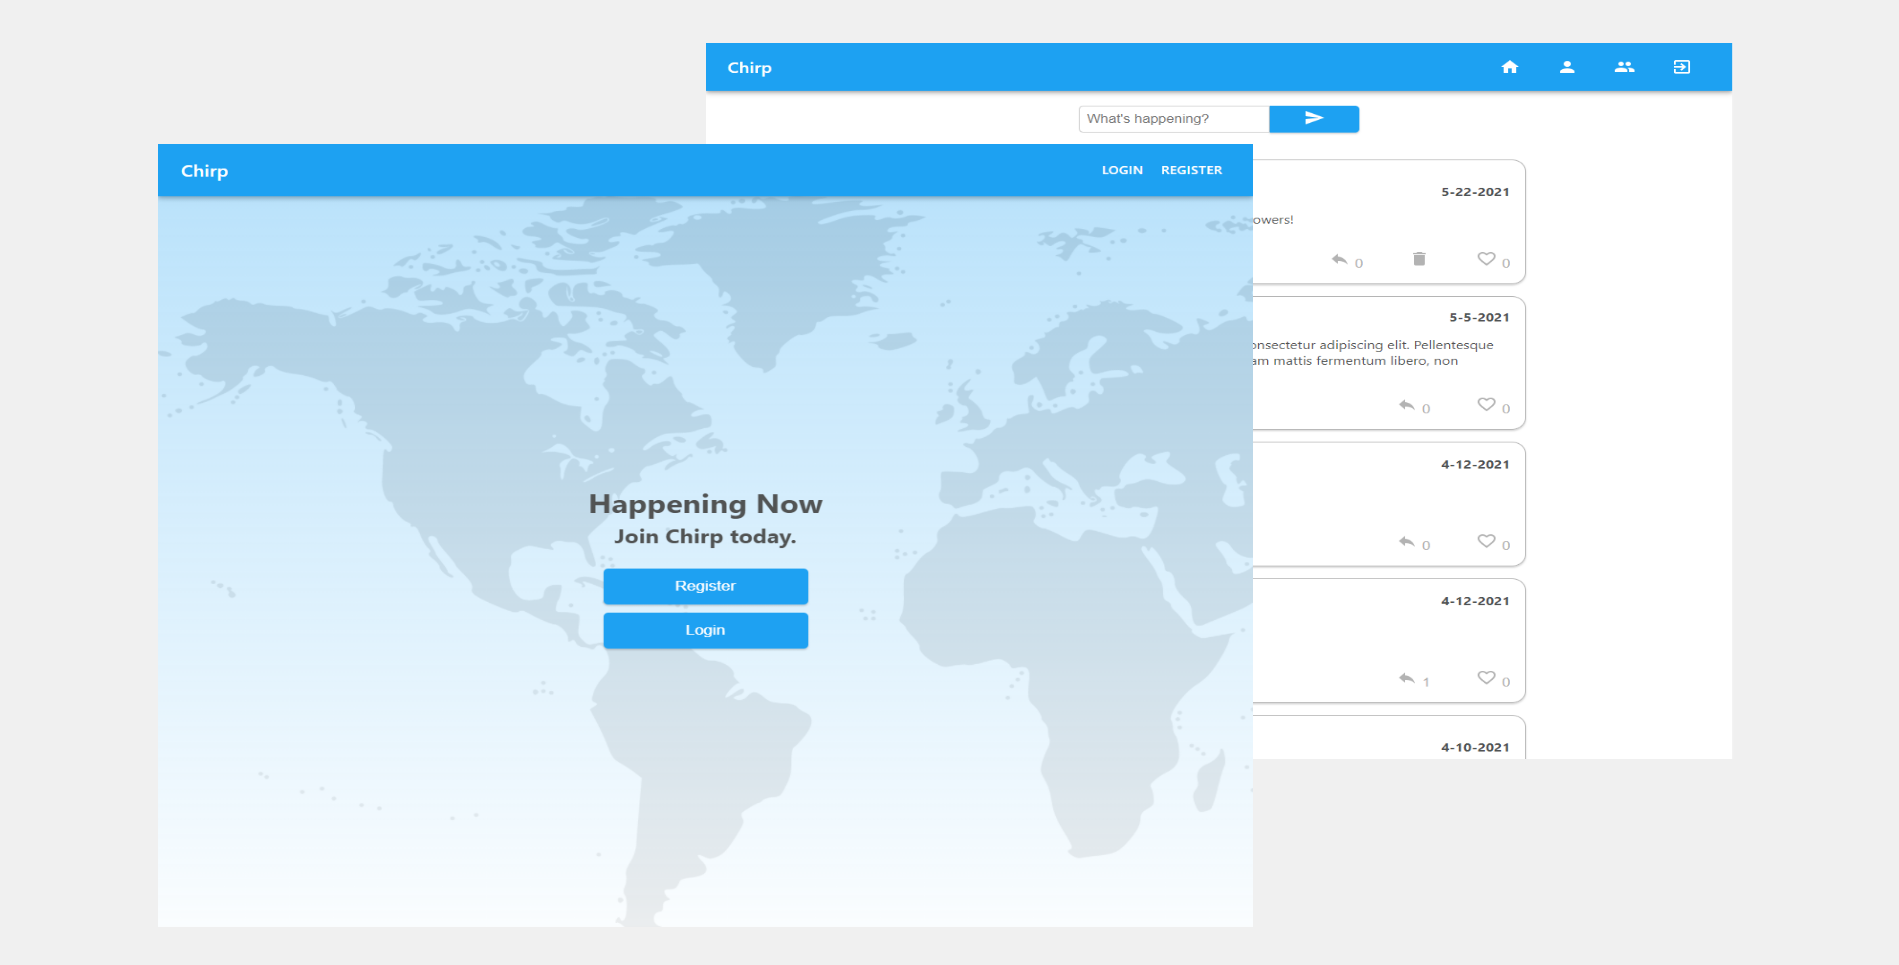 Chirp
What's happening?
5-22-2021
owers!
0
0
5-5-2021
onsectetur adipiscing elit. Pellentesque
am mattis fermentum libero, non
0
0
4-12-2021
0
0
4-12-2021
1
0
4-10-2021
Chirp
LOGIN REGISTER
Happening Now
Join Chirp today.
Register
Login